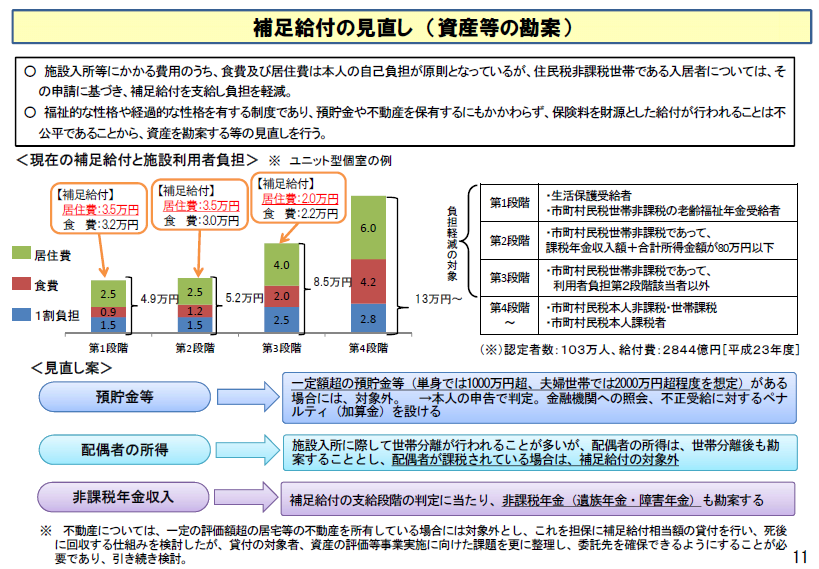 補足給付の見直し（資産等の勘案）
○ 施設入所等にかかる費用のうち、食費及び居住費は本人の自己負担が原則となっているが、住民税非課税世帯である入居者については、そ
の申請に基づき、補足給付を支給し負担を軽減。
○ 福祉的な性格や経過的な性格を有する制度であり、預貯金や不動産を保有するにもかかわらず、保険料を財源とした給付が行われることは不
公平であることから、資産を勘案する等の見直しを行う。
＜現在の補足給付と施設利用者負担＞ ※ ユニット型個室の例
【補足給付】
居住費：3.5万円
食 費：3.2万円
【補足給付】
居住費：3.5万円
食 費：3.0万円
【補足給付】
居住費：2.0万円
食 費：2.2万円
居住費
食費
1割負担
2.5
0.9
1.5
4.9万円
2.5
1.2
1.5
5.2万円
4.0
2.0
2.5
8.5万円
6.0
4.2
2.8
13万円～
第1段階
第2段階
第3段階
第4段階
負担軽減の対象
第1段階
・生活保護受給者
・市町村民税世帯非課税の老齢福祉年金受給者
第2段階
・市町村民税世帯非課税であって、
課税年金収入額＋合計所得金額が80万円以下
第3段階
・市町村民税世帯非課税であって、
利用者負担第2段階該当者以外
第4段階
～
・市町村民税本人非課税・世帯課税
・市町村民税本人課税者
（※）認定者数：103万人、給付費：2844億円［平成23年度］
＜見直し案＞
預貯金等
一定額超の預貯金等（単身では1000万円超、夫婦世帯では2000万円超程度を想定）がある
場合には、対象外。 →本人の申告で判定。金融機関への照会、不正受給に対するペナ
ルティ（加算金）を設ける
配偶者の所得
施設入所に際して世帯分離が行われることが多いが、配偶者の所得は、世帯分離後も勘
案することとし、配偶者が課税されている場合は、補足給付の対象外
非課税年金収入
補足給付の支給段階の判定に当たり、非課税年金（遺族年金・障害年金）も勘案する
※ 不動産については、一定の評価額超の居宅等の不動産を所有している場合には対象外とし、これを担保に補足給付相当額の貸付を行い、死後
に回収する仕組みを検討したが、貸付の対象者、資産の評価等事業実施に向けた課題を更に整理し、委託先を確保できるようにすることが必
要であり、引き続き検討。
11